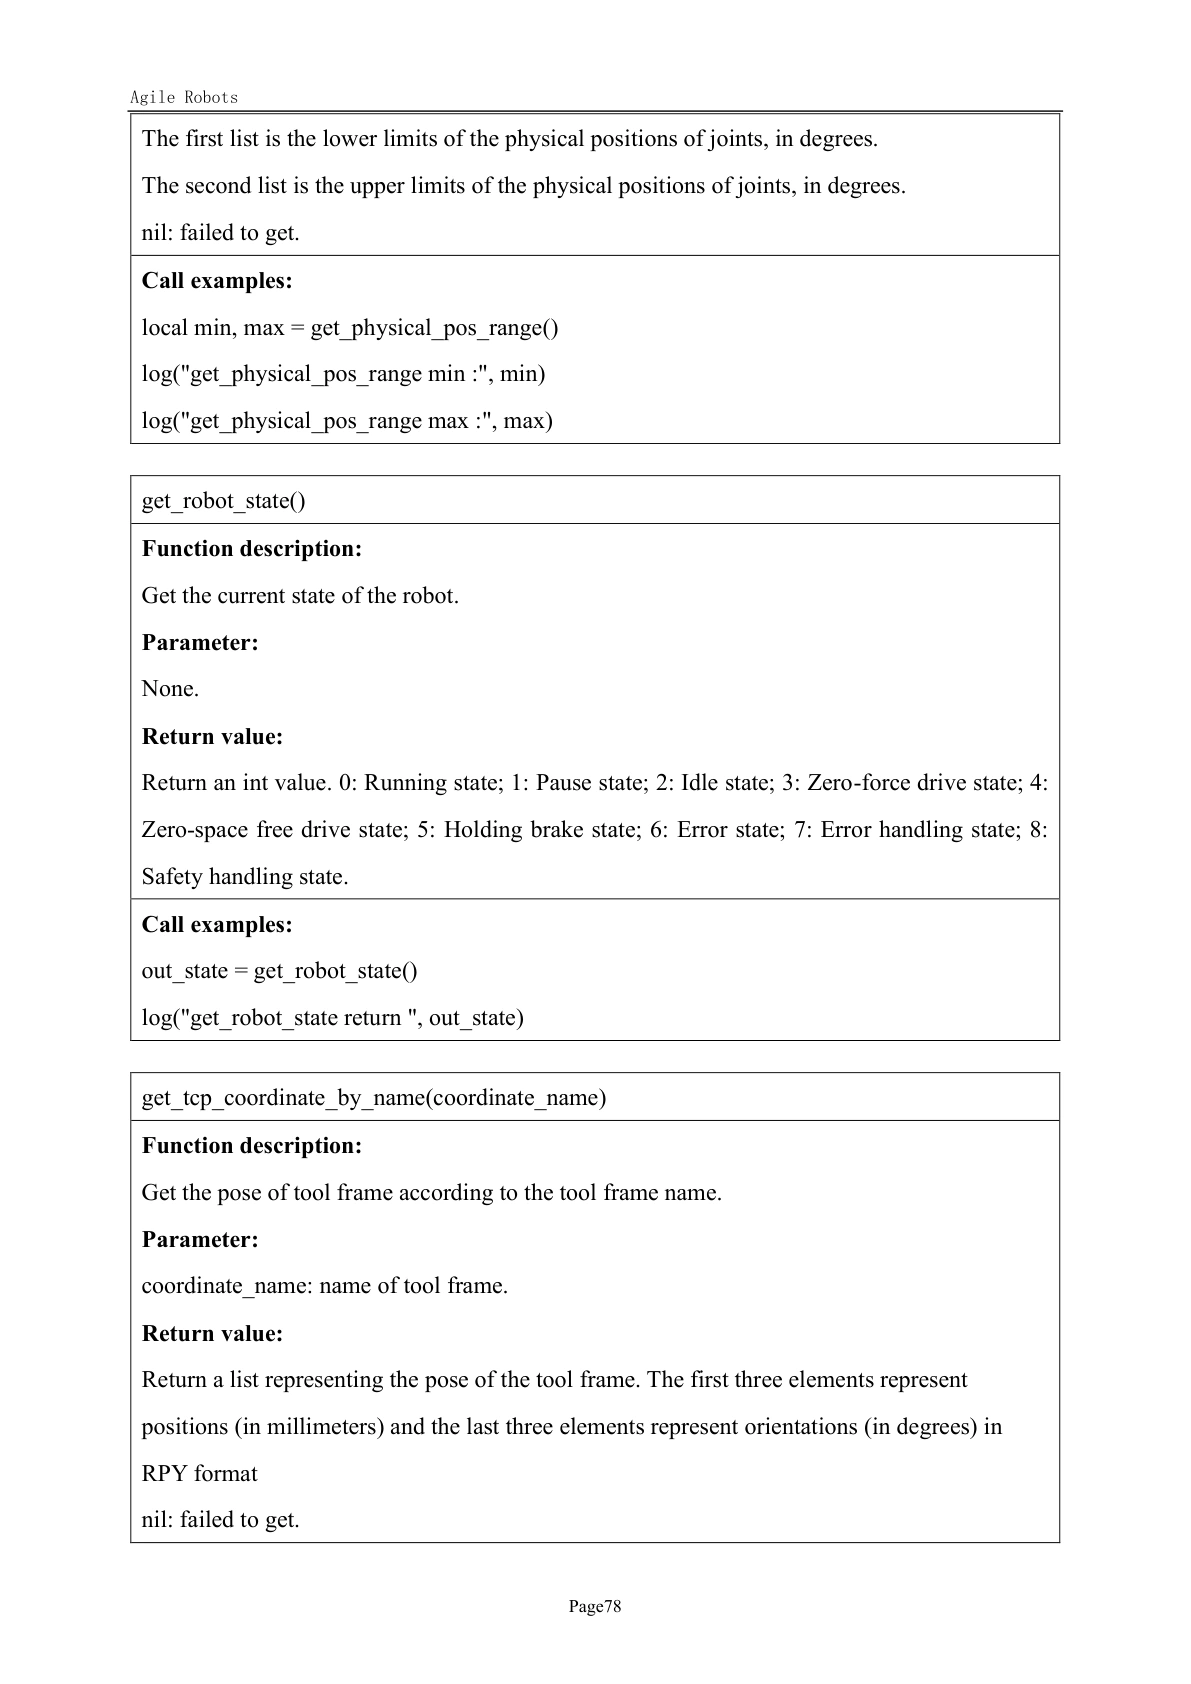 Agile Robots
The first list is the lower limits of the physical positions of joints, in degrees.
The second list is the upper limits of the physical positions of joints, in degrees.
nil: failed to get.
Call examples:
local min, max = get_physical_pos_range()
log("get_physical_pos_range min :", min)
log("get_physical_pos_range max :", max)
get_robot_state()
Function description:
Get the current state of the robot.
Parameter:
None.
Return value:
Return an int value. 0: Running state; 1: Pause state; 2: Idle state; 3: Zero-force drive state; 4:
Zero-space free drive state; 5: Holding brake state; 6: Error state; 7: Error handling state; 8:
Safety handling state.
Call examples:
out_state = get_robot_state()
log("get_robot_state return ", out_state)
get_tcp_coordinate_by_name(coordinate_name)
Function description:
Get the pose of tool frame according to the tool frame name.
Parameter:
coordinate_name: name of tool frame.
Return value:
Return a list representing the pose of the tool frame. The first three elements represent
positions (in millimeters) and the last three elements represent orientations (in degrees) in
RPY format
nil: failed to get.
Page78